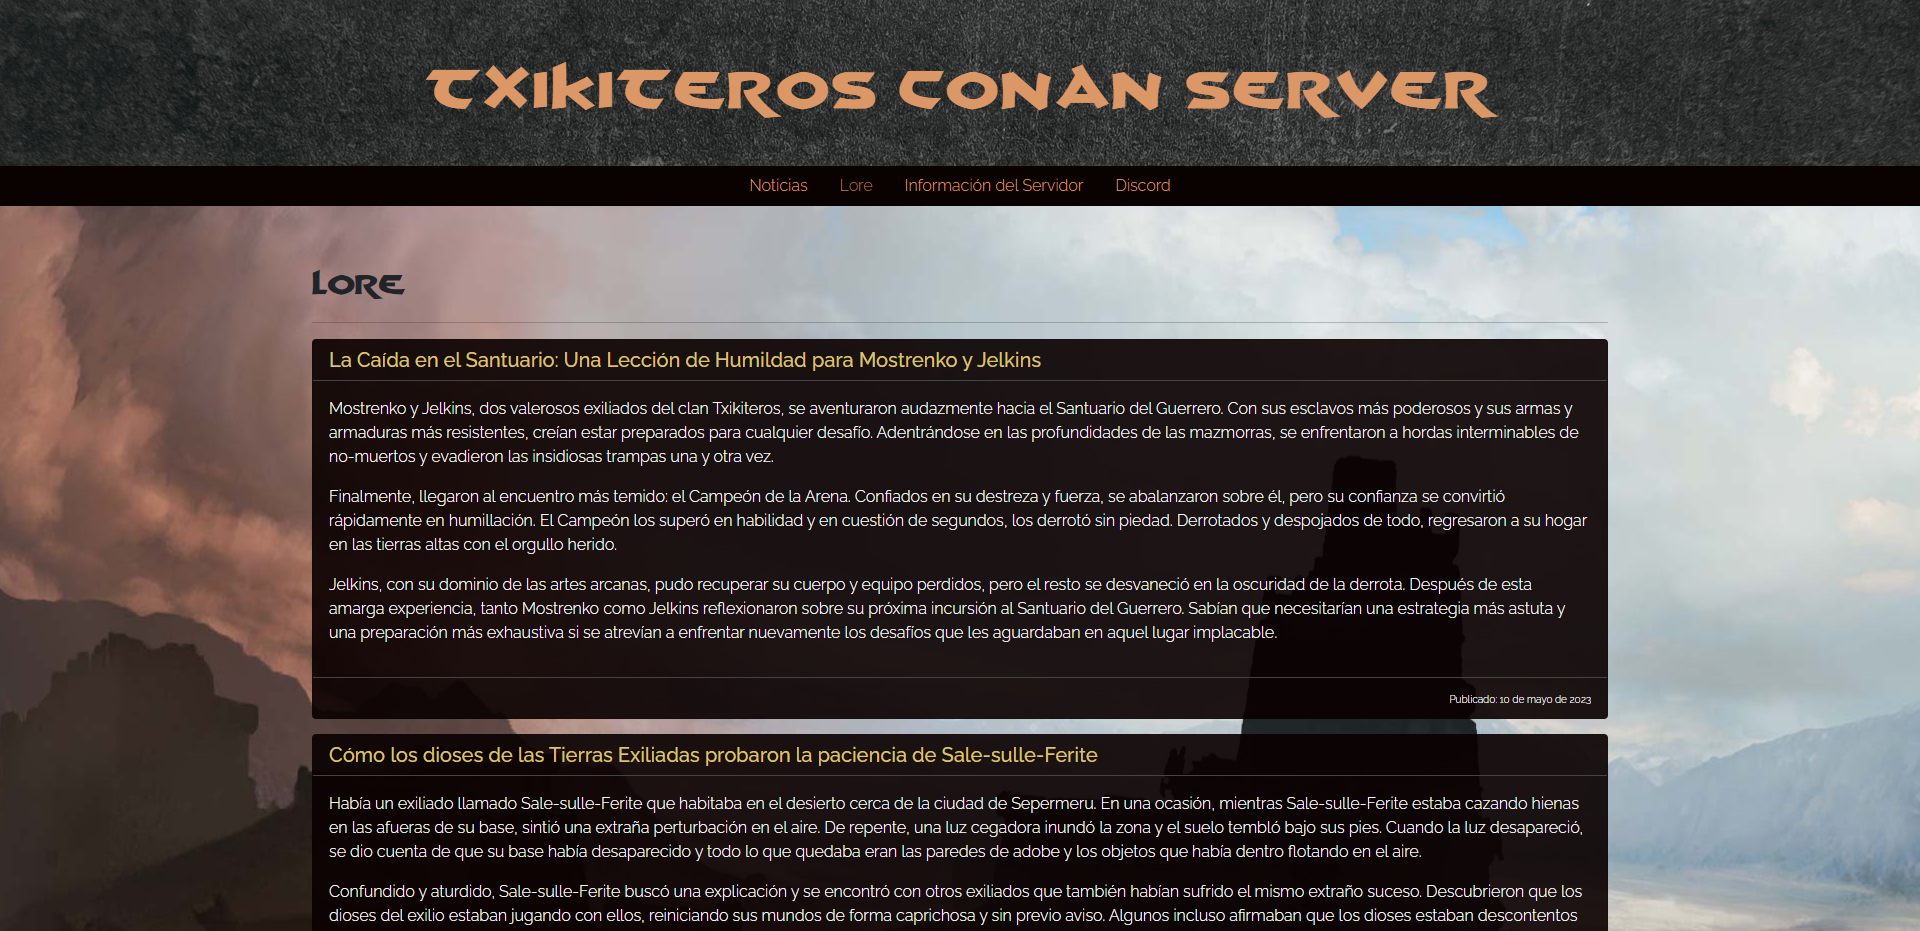 TXIKITEROS CONAN SERVER
Noticias Lore Información del Servidor Discord
LORE
La Caída en el Santuario: Una Lección de Humildad para Mostrenko y Jelkins
Mostrenko y Jelkins, dos valerosos exiliados del clan Txikiteros, se aventuraron audazmente hacia el Santuario del Guerrero. Con sus esclavos más poderosos y sus armas y
armaduras más resistentes, creían estar preparados para cualquier desafío. Adentrándose en las profundidades de las mazmorras, se enfrentaron a hordas interminables de
no-muertos y evadieron las insidiosas trampas una y otra vez.
Finalmente, llegaron al encuentro más temido: el Campeón de la Arena. Confiados en su destreza y fuerza, se abalanzaron sobre él, pero su confianza se convirtió
rápidamente en humillación. El Campeón los superó en habilidad y en cuestión de segundos, los derrotó sin piedad. Derrotados y despojados de todo, regresaron a su hogar
en las tierras altas con el orgullo herido.
Jelkins, con su dominio de las artes arcanas, pudo recuperar su cuerpo y equipo perdidos, pero el resto se desvaneció en la oscuridad de la derrota. Después de esta
amarga experiencia, tanto Mostrenko como Jelkins reflexionaron sobre su próxima incursión al Santuario del Guerrero. Sabían que necesitarían una estrategia más astuta y
una preparación más exhaustiva si se atrevían a enfrentar nuevamente los desafíos que les aguardaban en aquel lugar implacable.
Publicado: 10 de mayo de 2023
Cómo los dioses de las Tierras Exiliadas probaron la paciencia de Sale-sulle-Ferite
Había un exiliado llamado Sale-sulle-Ferite que habitaba en el desierto cerca de la ciudad de Sepermeru. En una ocasión, mientras Sale-sulle-Ferite estaba cazando hienas
en las afueras de su base, sintió una extraña perturbación en el aire. De repente, una luz cegadora inundó la zona y el suelo tembló bajo sus pies. Cuando la luz desapareció,
se dio cuenta de que su base había desaparecido y todo lo que quedaba eran las paredes de adobe y los objetos que había dentro flotando en el aire.
Confundido y aturdido, Sale-sulle-Ferite buscó una explicación y se encontró con otros exiliados que también habían sufrido el mismo extraño suceso. Descubrieron que los
dioses del exilio estaban jugando con ellos, reiniciando sus mundos de forma caprichosa y sin previo aviso. Algunos incluso afirmaban que los dioses estaban descontentos